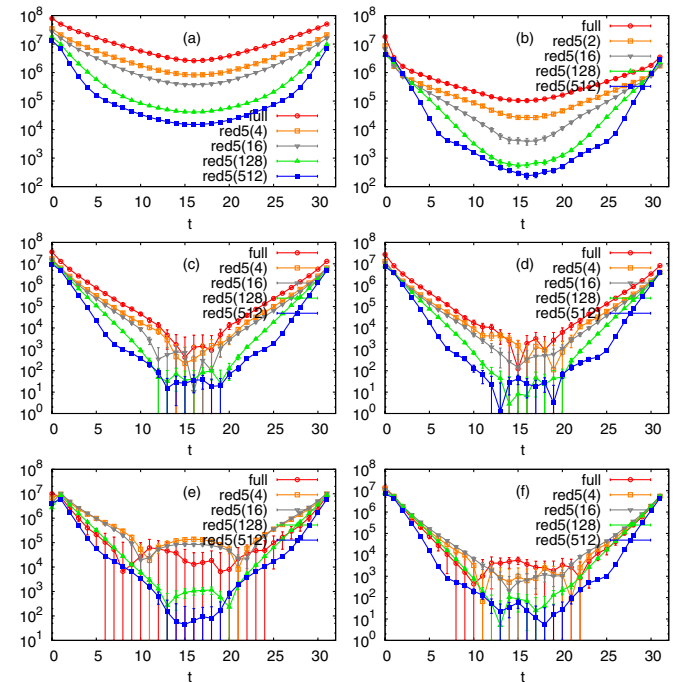 10^8
10^7
10^6
10^5
10^4
10^3
10^2
0 5 10 15 20 25 30
t
(a)
full
red5(4)
red5(16)
red5(128)
red5(512)
10^8
10^7
10^6
10^5
10^4
10^3
10^2
0 5 10 15 20 25 30
t
(b)
full
red5(2)
red5(16)
red5(128)
red5(512)
10^8
10^7
10^6
10^5
10^4
10^3
10^2
10^1
10^0
0 5 10 15 20 25 30
t
(c)
full
red5(4)
red5(16)
red5(128)
red5(512)
10^8
10^7
10^6
10^5
10^4
10^3
10^2
10^1
10^0
0 5 10 15 20 25 30
t
(d)
full
red5(4)
red5(16)
red5(128)
red5(512)
10^8
10^7
10^6
10^5
10^4
10^3
10^2
10^1
0 5 10 15 20 25 30
t
(e)
full
red5(4)
red5(16)
red5(128)
red5(512)
10^8
10^7
10^6
10^5
10^4
10^3
10^2
10^1
10^0
0 5 10 15 20 25 30
t
(f)
full
red5(4)
red5(16)
red5(128)
red5(512)